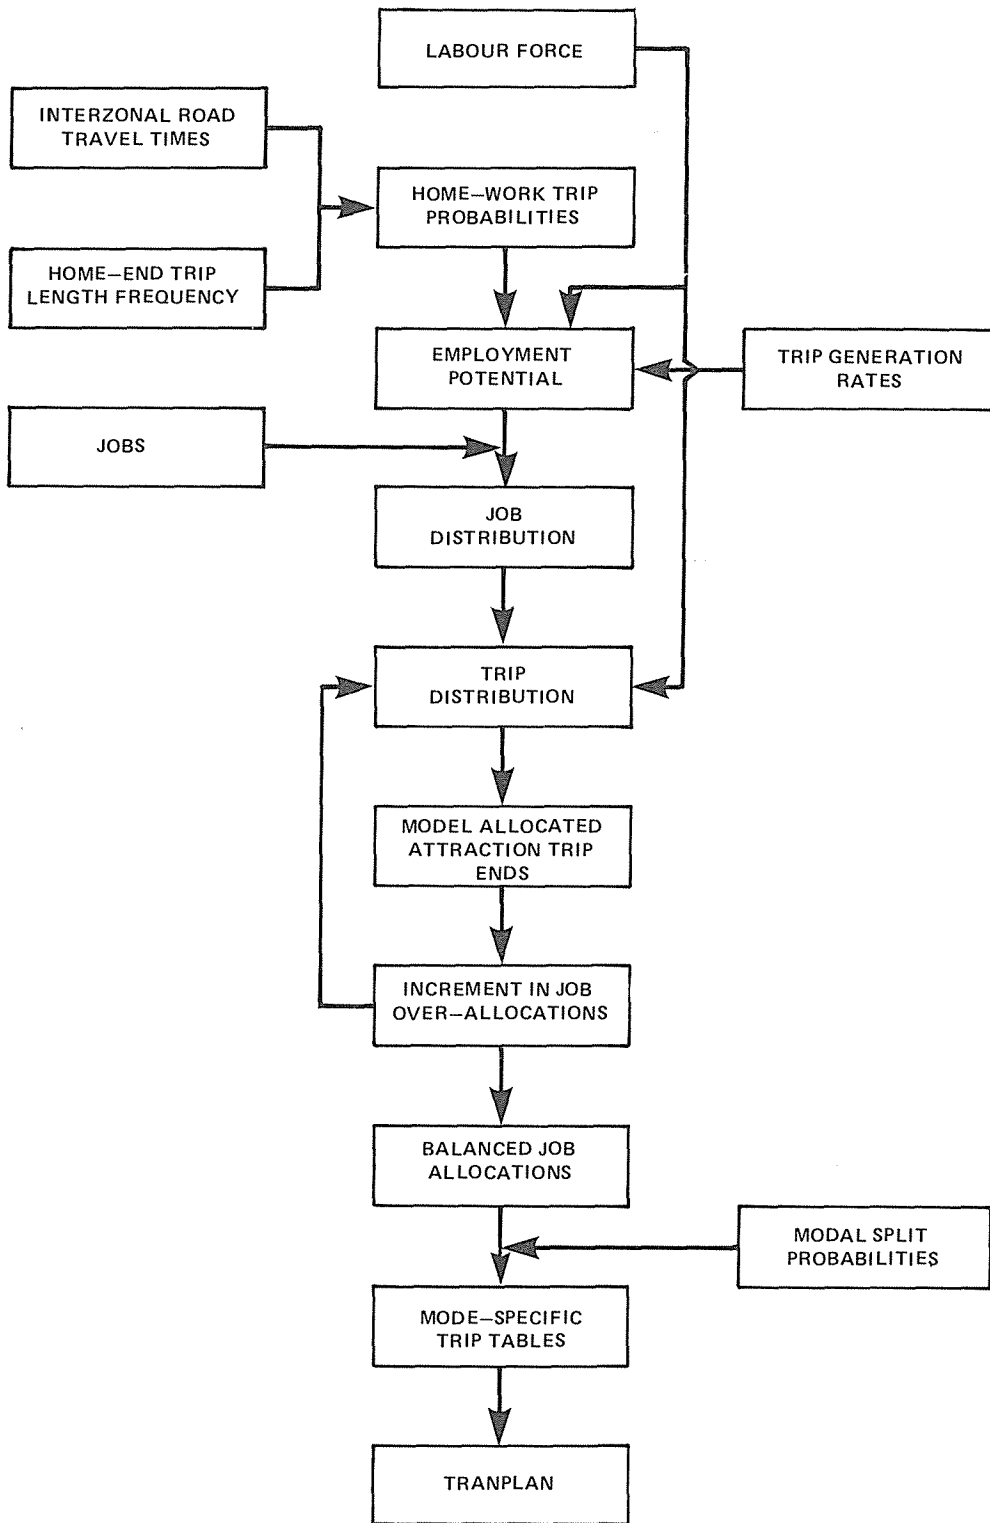 LABOUR FORCE
INTERZONAL ROAD
TRAVEL TIMES
HOME—WORK TRIP
PROBABILITIES
HOME—END TRIP
LENGTH FREQUENCY
EMPLOYMENT
POTENTIAL
TRIP GENERATION
RATES
JOBS
JOB
DISTRIBUTION
TRIP
DISTRIBUTION
MODEL ALLOCATED
ATTRACTION TRIP
ENDS
INCREMENT IN JOB
OVER—ALLOCATIONS
BALANCED JOB
ALLOCATIONS
MODAL SPLIT
PROBABILITIES
MODE—SPECIFIC
TRIP TABLES
TRANPLAN